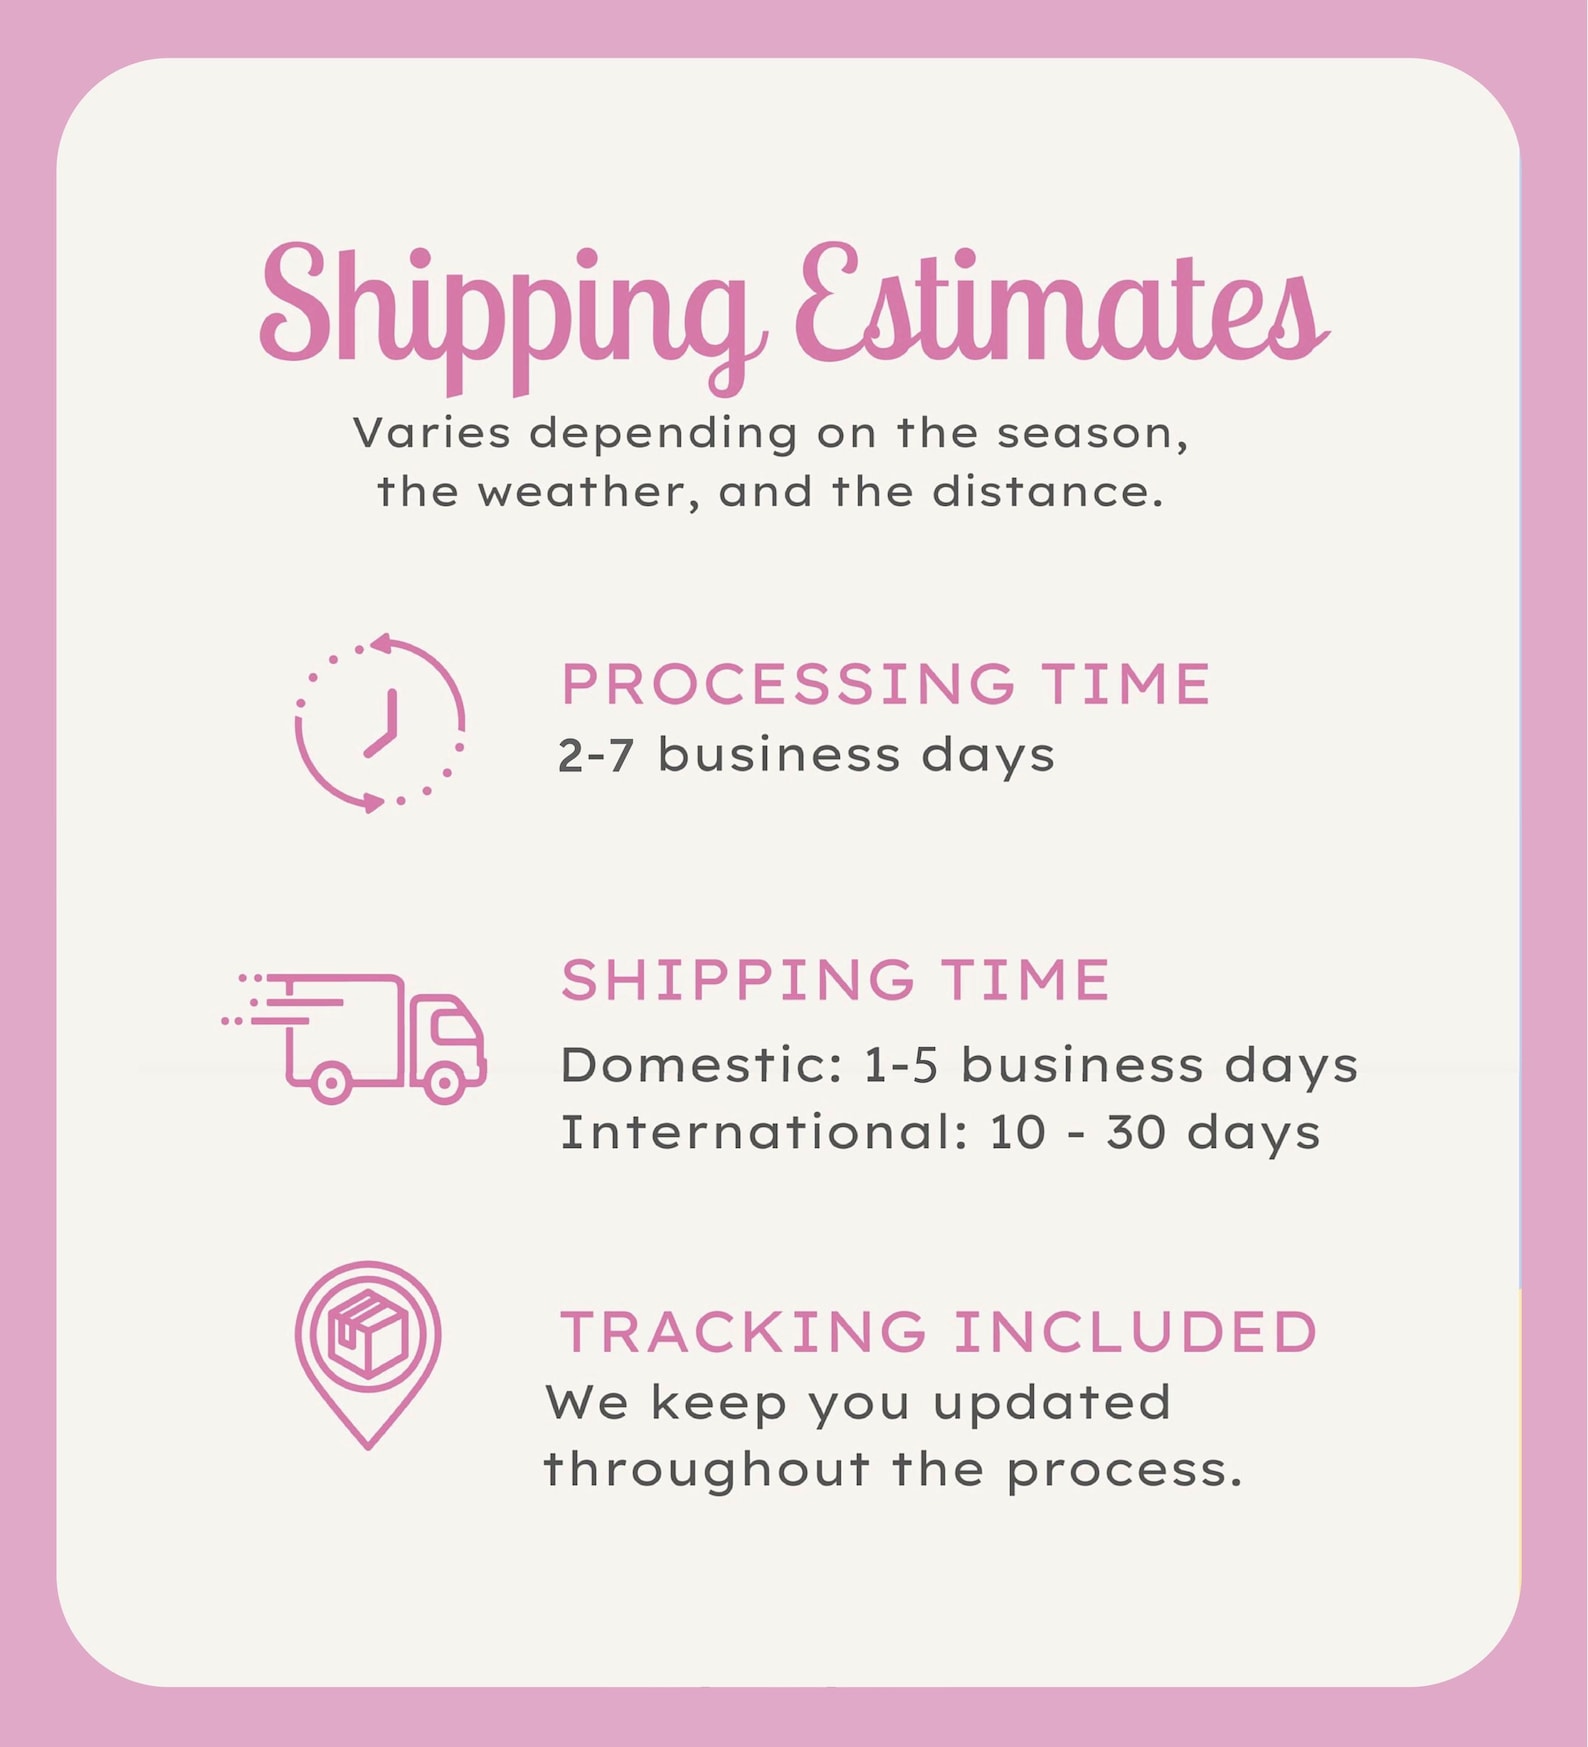 Shipping Estimates
Varies depending on the season,
the weather, and the distance.
PROCESSING TIME
2-7 business days
SHIPPING TIME
Domestic: 1-5 business days
International: 10 - 30 days
TRACKING INCLUDED
We keep you updated
throughout the process.